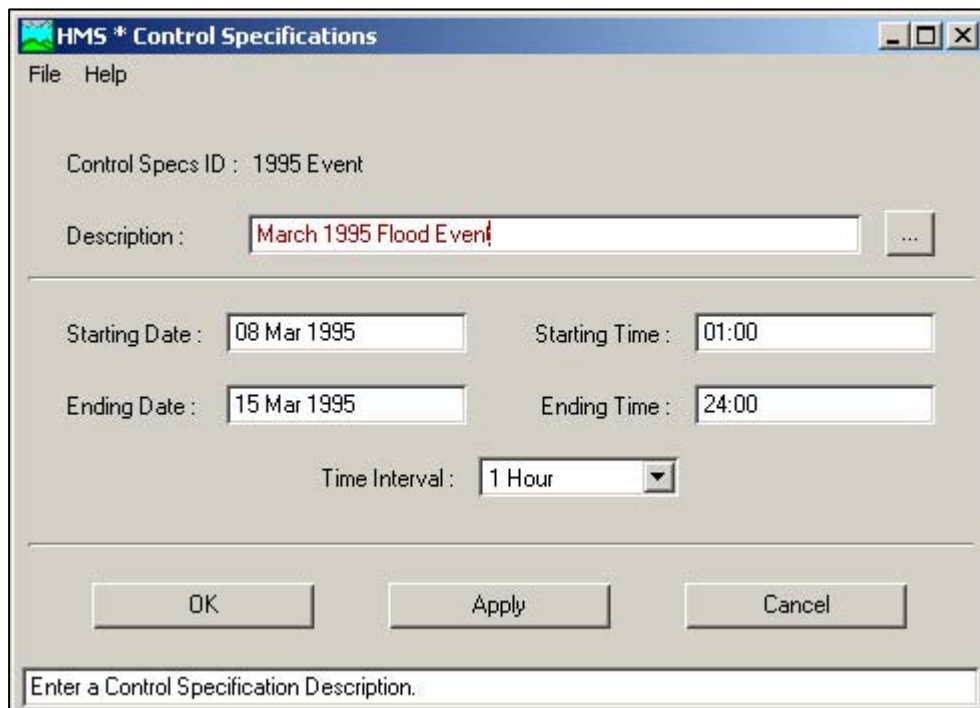 HMS * Control Specifications
File Help
Control Specs ID : 1995 Event
Description : March 1995 Flood Event ...
Starting Date : 08 Mar 1995 Starting Time : 01:00
Ending Date : 15 Mar 1995 Ending Time : 24:00
Time Interval : 1 Hour
OK Apply Cancel
Enter a Control Specification Description.